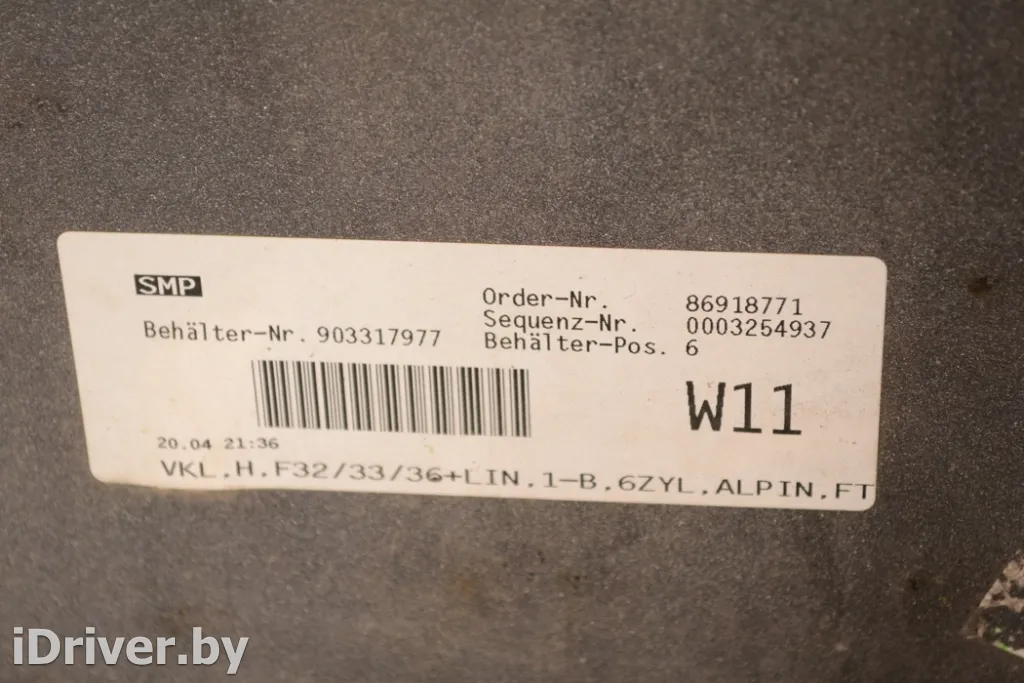 SMP
Order-Nr. 86918771
Sequenz-Nr. 0003254937
Behälter-Nr. 903317977
Behälter-Pos. 6
W11
20.04 21:36
VKL.H.F32/33/36+LIN.1-B.6ZYL.ALPIN.FT
iDriver.by